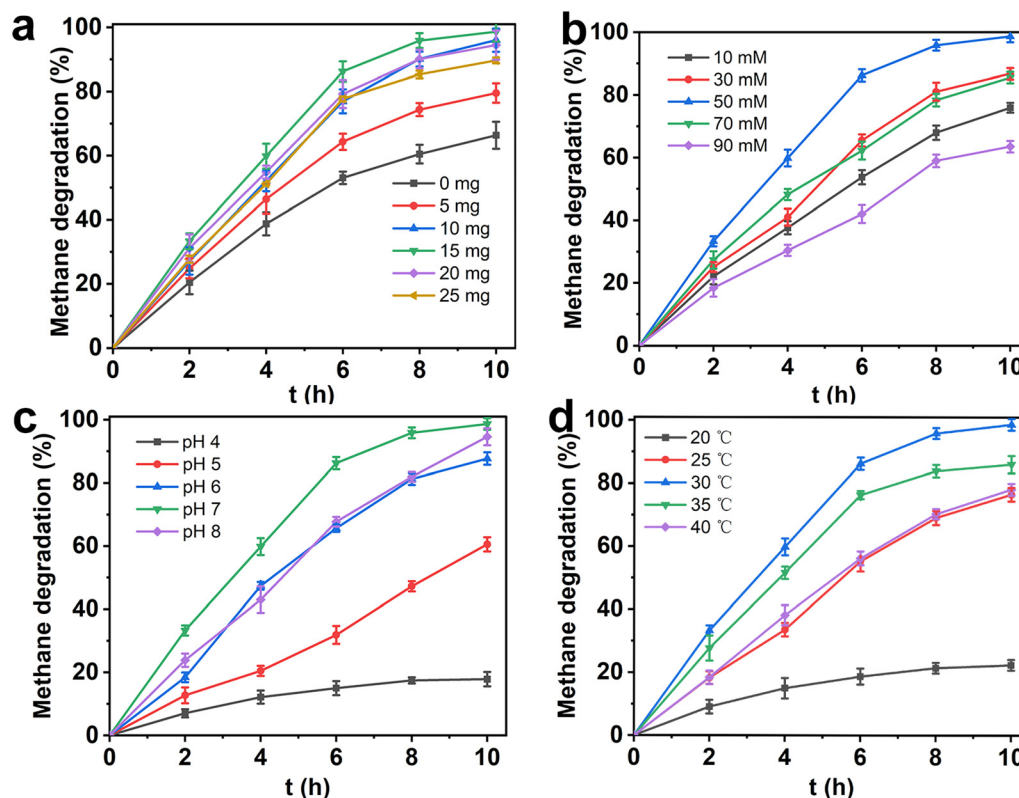 a
Methane degradation (%)
100
80
60
40
20
0
0 2 4 6 8 10
t (h)
0 mg
5 mg
10 mg
15 mg
20 mg
25 mg
b
Methane degradation (%)
100
80
60
40
20
0
0 2 4 6 8 10
t (h)
10 mM
30 mM
50 mM
70 mM
90 mM
c
Methane degradation (%)
100
80
60
40
20
0
0 2 4 6 8 10
t (h)
pH 4
pH 5
pH 6
pH 7
pH 8
d
Methane degradation (%)
100
80
60
40
20
0
0 2 4 6 8 10
t (h)
20 ℃
25 ℃
30 ℃
35 ℃
40 ℃